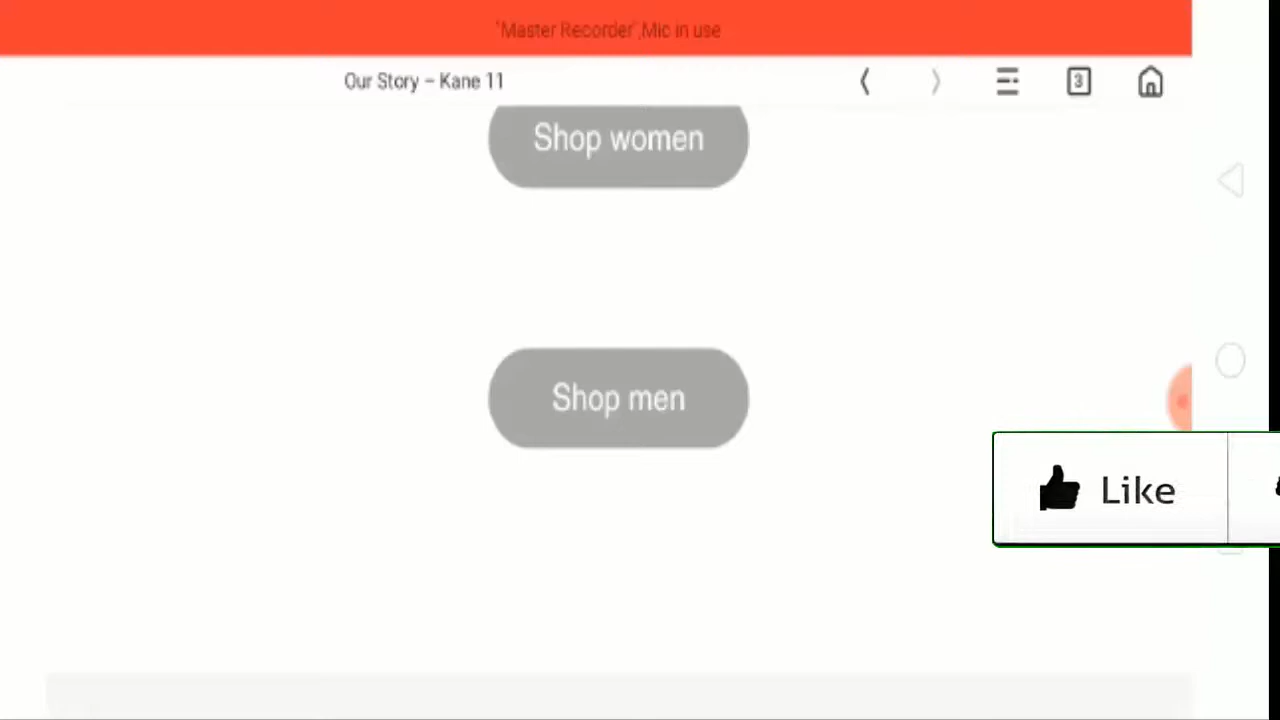 "Master Recorder",Mic in use
Our Story – Kane 11
3
Shop women
Shop men
Like